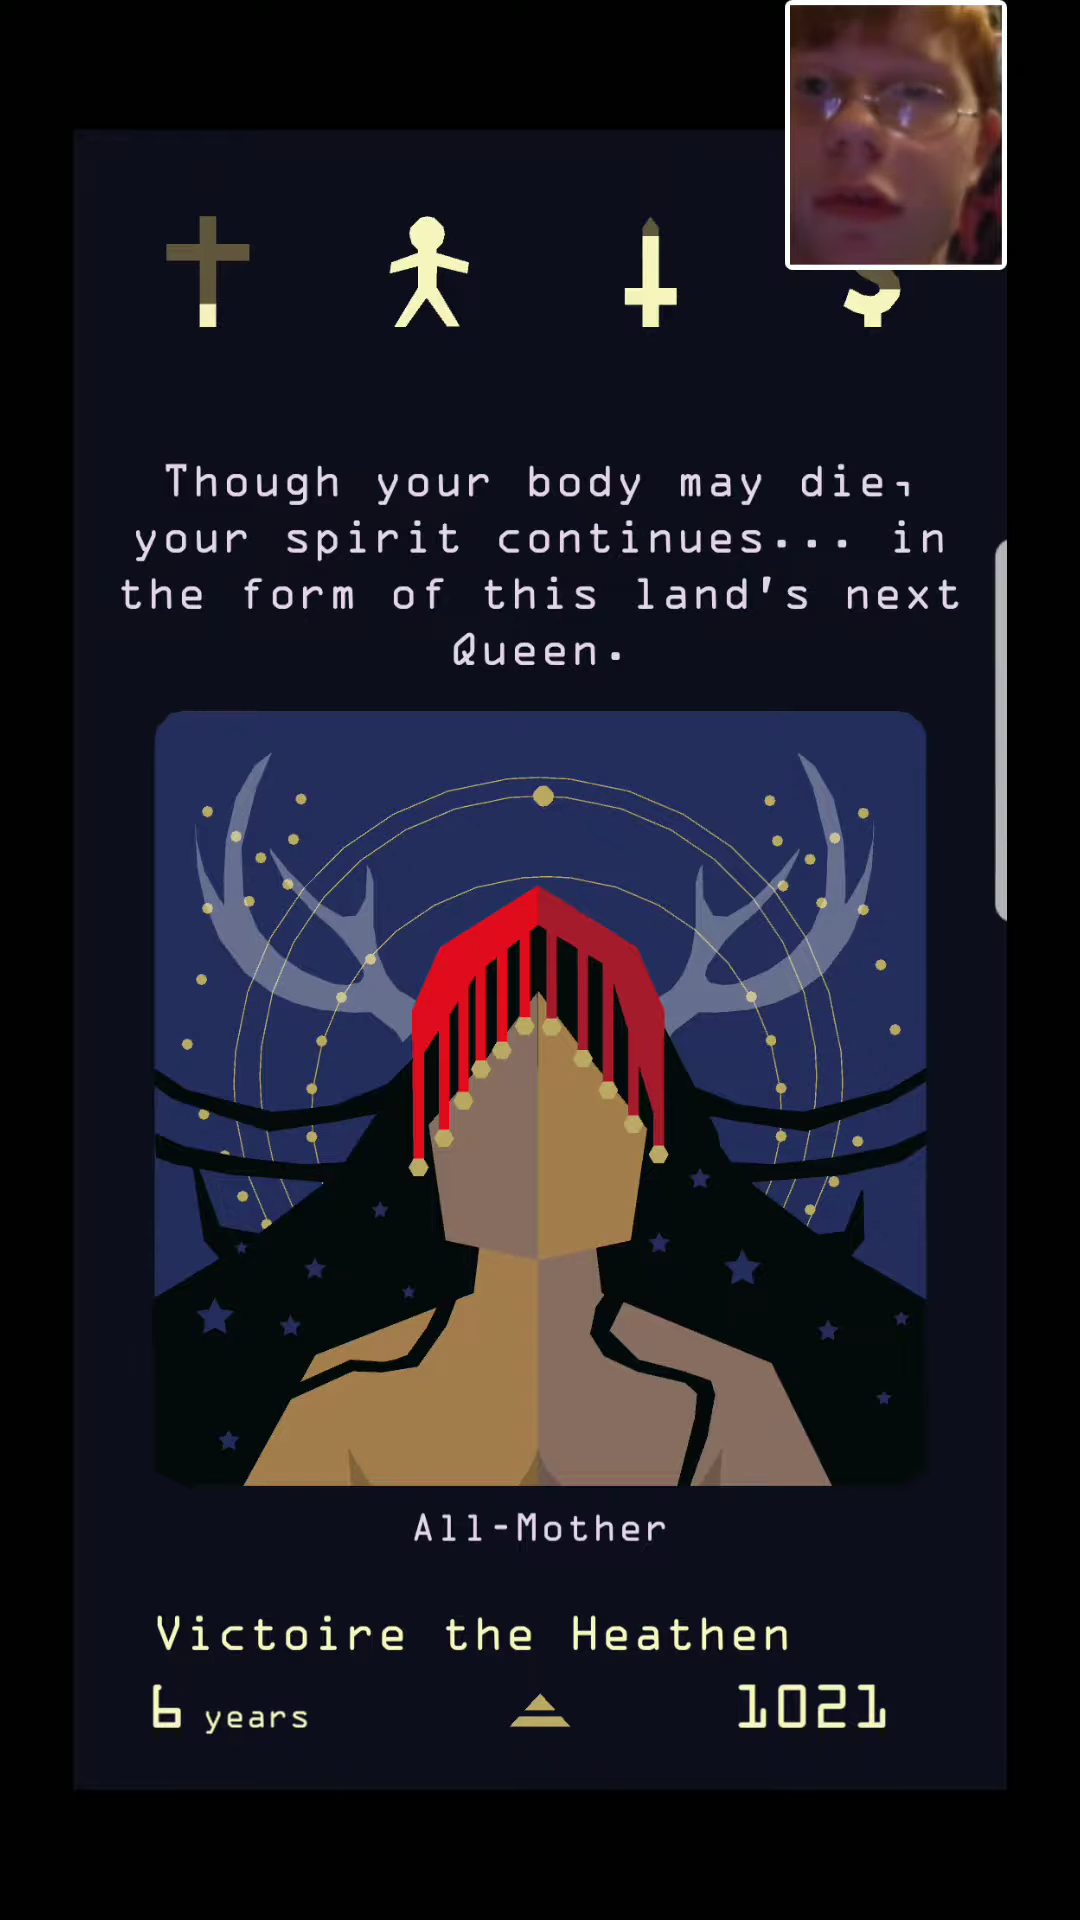 Though your body may die,
your spirit continues... in
the form of this land's next
Queen.
All-Mother
Victoire the Heathen
6 years
1021